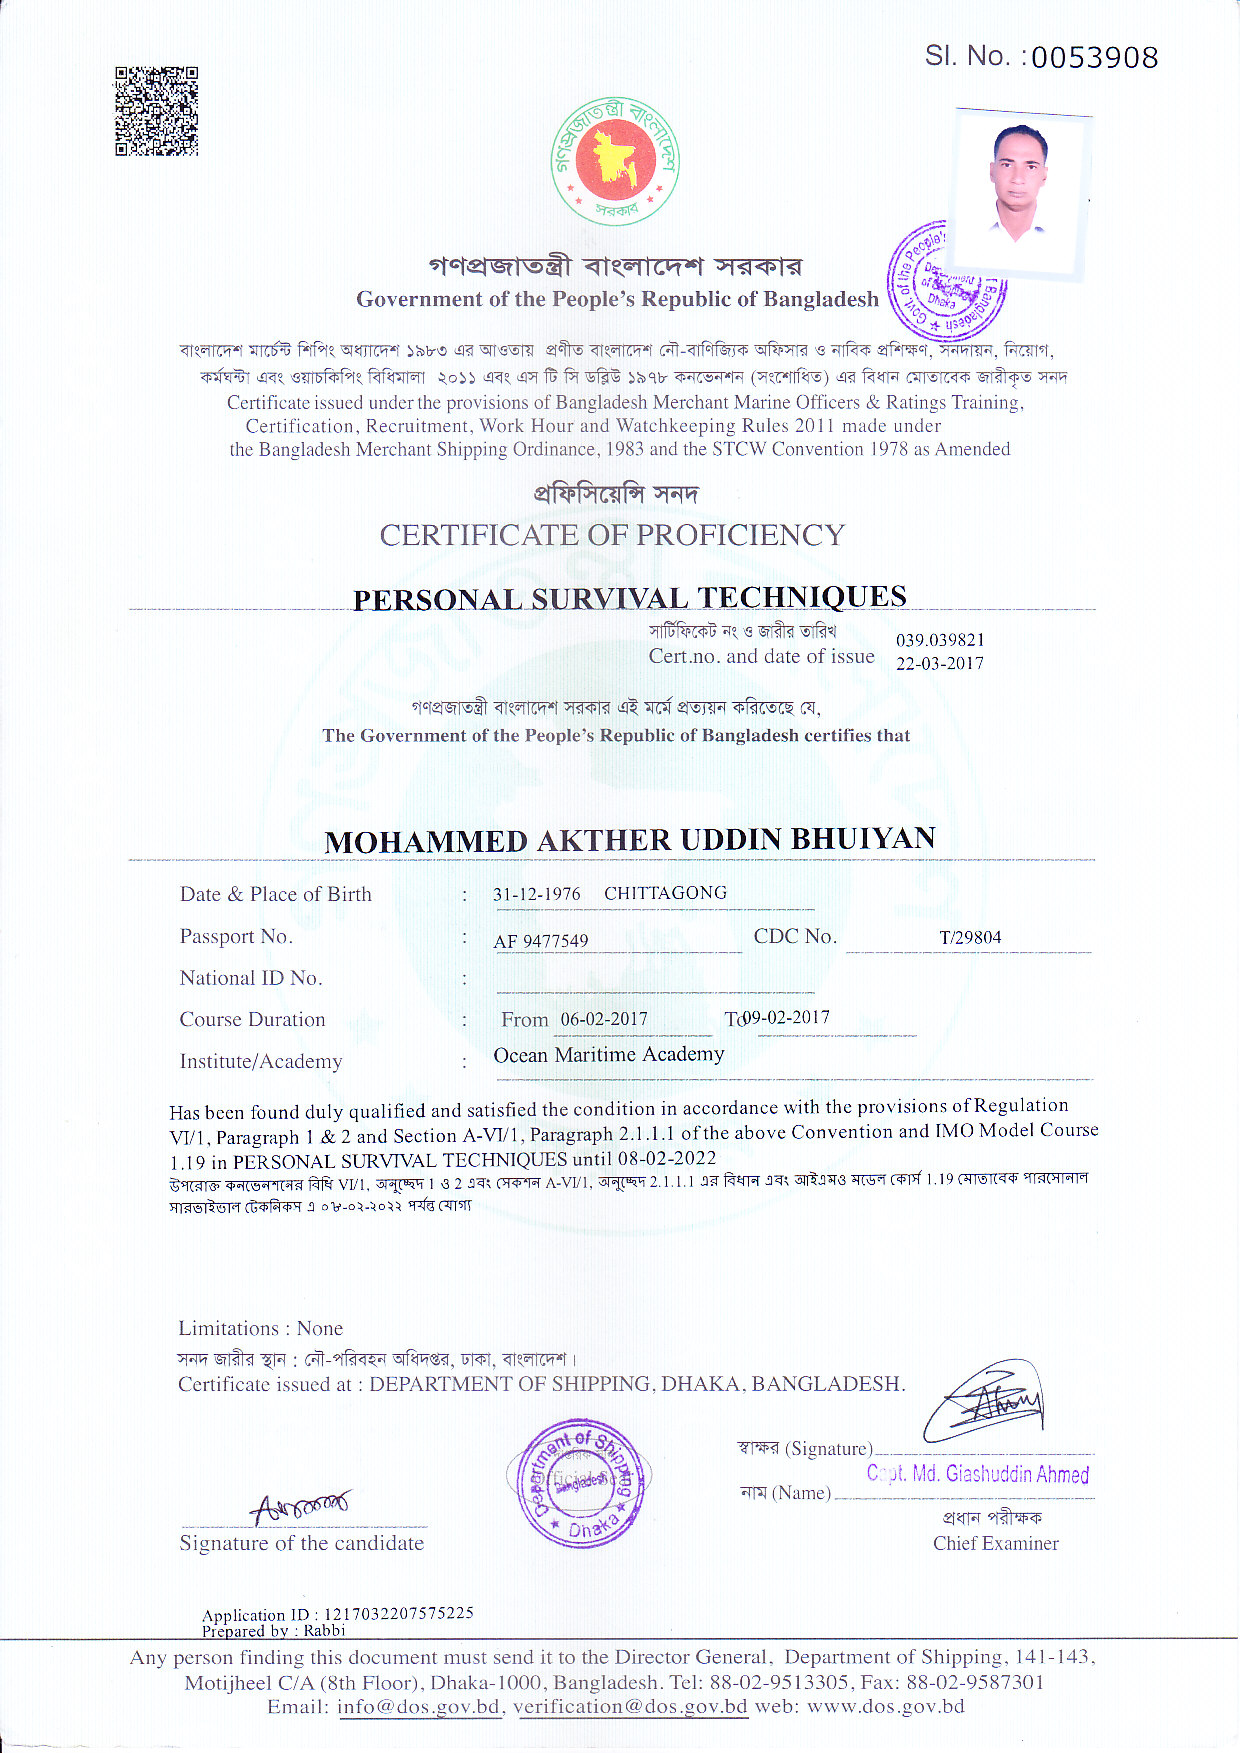 Sl. No. :0053908
গণপ্রজাতন্ত্রী বাংলাদেশ
সরকার
গণপ্রজাতন্ত্রী বাংলাদেশ সরকার
Government of the People's Republic of Bangladesh
Govt. of the People's Bangladesh
Department of Shipping Dhaka
বাংলাদেশ মার্চেন্ট শিপিং অধ্যাদেশ ১৯৮৩ এর আওতায় প্রণীত বাংলাদেশ নৌ-বাণিজ্যিক অফিসার ও নাবিক প্রশিক্ষণ, সনদায়ন, নিয়োগ,
কর্মঘন্টা এবং ওয়াচকিপিং বিধিমালা ২০১১ এবং এস টি সি ডব্লিউ ১৯৭৮ কনভেনশন (সংশোধিত) এর বিধান মোতাবেক জারীকৃত সনদ
Certificate issued under the provisions of Bangladesh Merchant Marine Officers & Ratings Training,
Certification, Recruitment, Work Hour and Watchkeeping Rules 2011 made under
the Bangladesh Merchant Shipping Ordinance, 1983 and the STCW Convention 1978 as Amended
প্রফিসিয়েন্সি সনদ
CERTIFICATE OF PROFICIENCY
PERSONAL SURVIVAL TECHNIQUES
সার্টিফিকেট নং ও জারীর তারিখ 039.039821
Cert.no. and date of issue 22-03-2017
গণপ্রজাতন্ত্রী বাংলাদেশ সরকার এই মর্মে প্রত্যয়ন করিতেছে যে,
The Government of the People's Republic of Bangladesh certifies that
MOHAMMED AKTHER UDDIN BHUIYAN
Date & Place of Birth : 31-12-1976 CHITTAGONG
Passport No. : AF 9477549 CDC No. T/29804
National ID No. :
Course Duration : From 06-02-2017 To 09-02-2017
Institute/Academy : Ocean Maritime Academy
Has been found duly qualified and satisfied the condition in accordance with the provisions of Regulation
VI/1, Paragraph 1 & 2 and Section A-VI/1, Paragraph 2.1.1.1 of the above Convention and IMO Model Course
1.19 in PERSONAL SURVIVAL TECHNIQUES until 08-02-2022
উপরোক্ত কনভেনশনের বিধি VI/1, অনুচ্ছেদ 1 ও 2 এবং সেকশন A-VI/1, অনুচ্ছেদ 2.1.1.1 এর বিধান এবং আইএমও মডেল কোর্স 1.19 মোতাবেক পারসোনাল
সারভাইভাল টেকনিকস এ ০৮-০২-২০২২ পর্যন্ত যোগ্য
Limitations : None
সনদ জারীর স্থান : নৌ-পরিবহন অধিদপ্তর, ঢাকা, বাংলাদেশ।
Certificate issued at : DEPARTMENT OF SHIPPING, DHAKA, BANGLADESH.
Department of Shipping
Bangladesh
Dhaka
স্বাক্ষর (Signature)
Capt. Md. Giashuddin Ahmed
নাম (Name)
প্রধান পরীক্ষক
Signature of the candidate
Chief Examiner
Application ID : 1217032207575225
Prepared by : Rabbi
Any person finding this document must send it to the Director General, Department of Shipping, 141-143,
Motijheel C/A (8th Floor), Dhaka-1000, Bangladesh. Tel: 88-02-9513305, Fax: 88-02-9587301
Email: info@dos.gov.bd, verification@dos.gov.bd web: www.dos.gov.bd